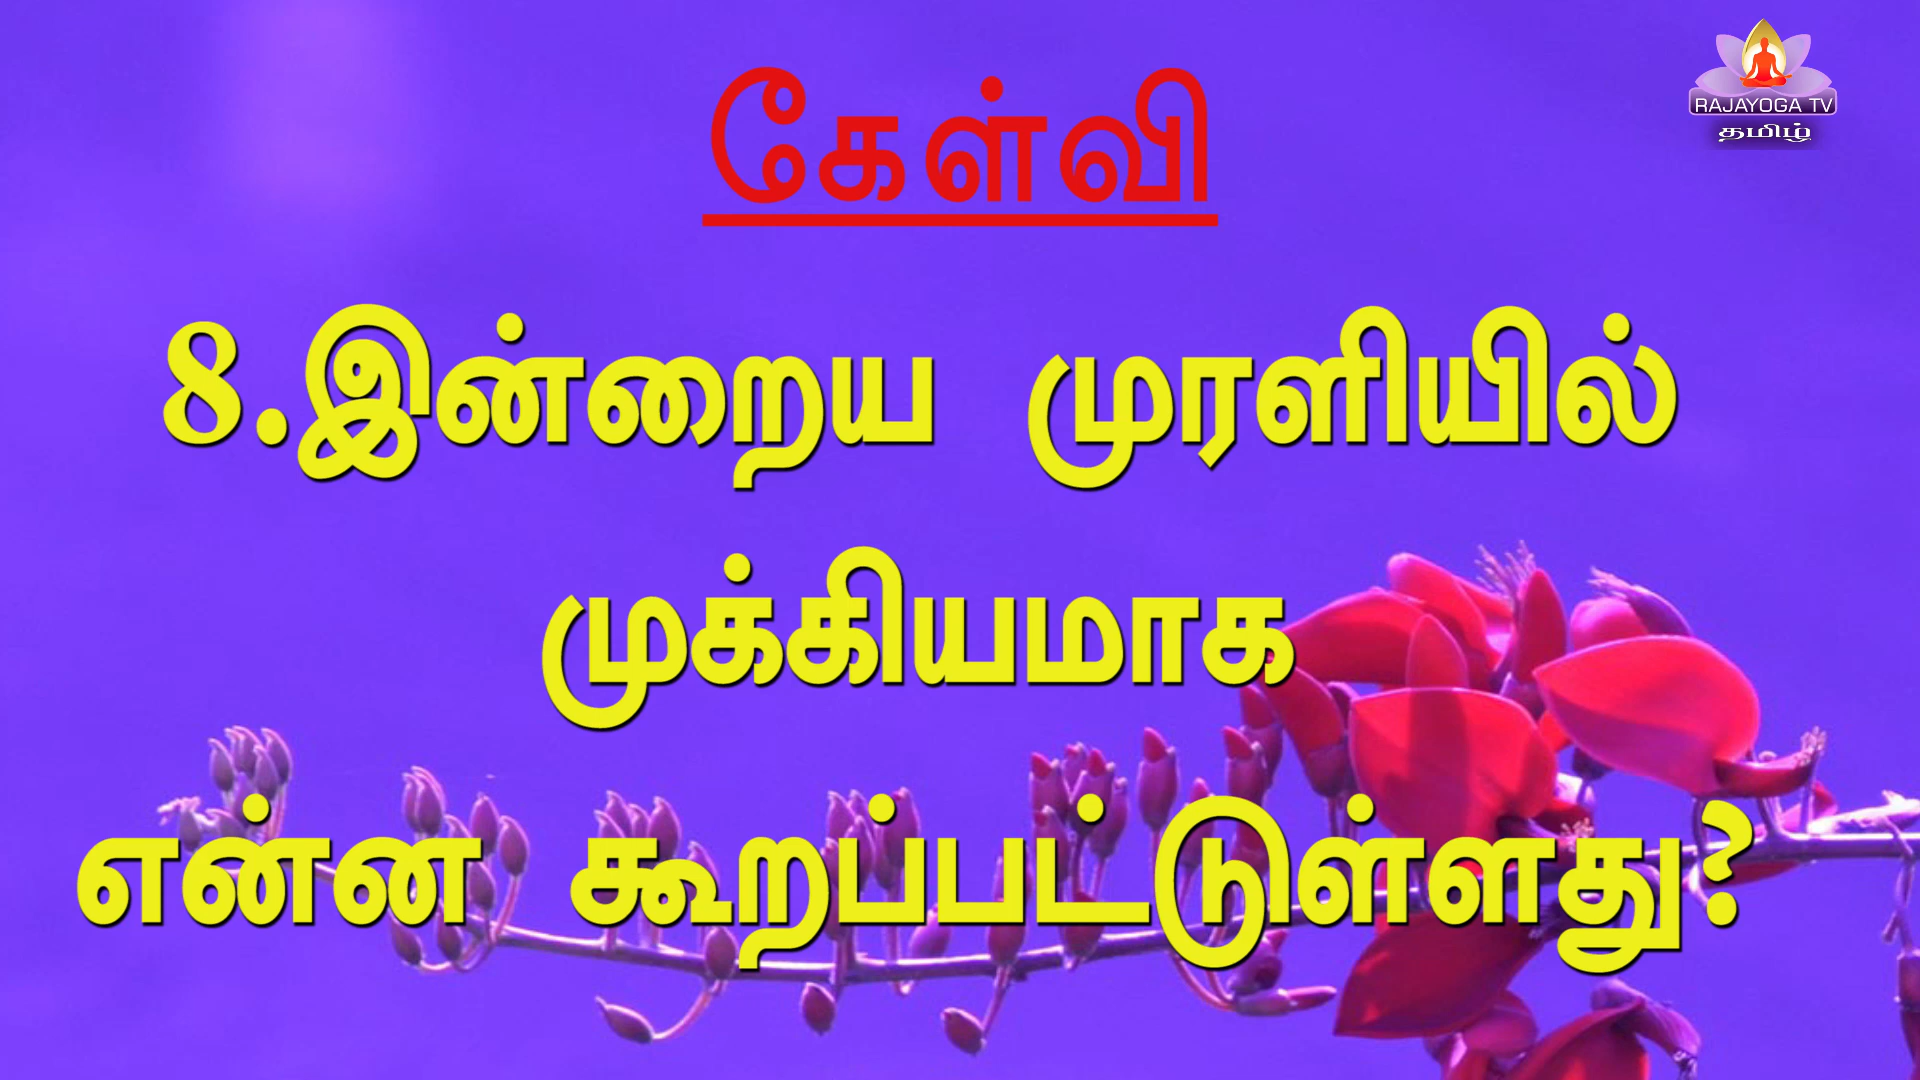 RAJAYOGA TV
தமிழ்
கேள்வி
8.இன்றைய முரளியில்
முக்கியமாக
என்ன கூறப்பட்டுள்ளது?